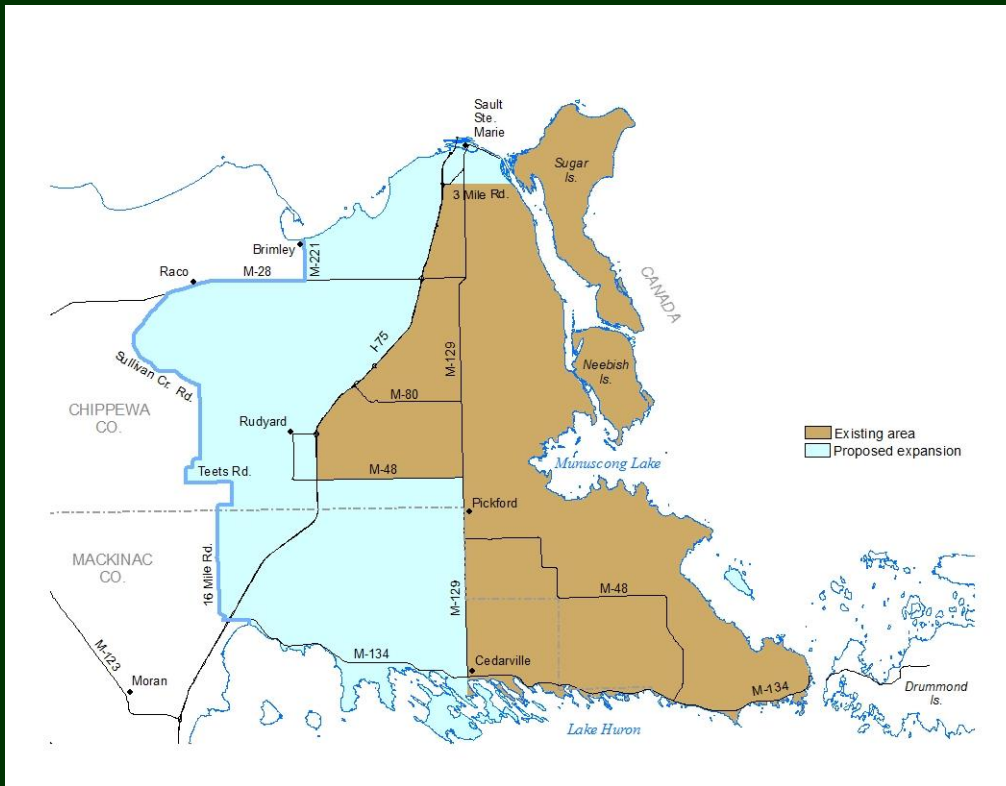 Sault
Ste.
Marie
Sugar
Is.
3 Mile Rd.
Brimley
M-221
Raco
M-28
CANADA
I-75
M-129
Sullivan Cr. Rd.
Neebish
Is.
M-80
CHIPPEWA
CO.
Rudyard
Existing area
Proposed expansion
Munuscong Lake
Teets Rd.
M-48
Pickford
MACKINAC
CO.
16 Mile Rd.
M-129
M-48
M-123
Moran
M-134
Cedarville
M-134
Drummond
Is.
Lake Huron